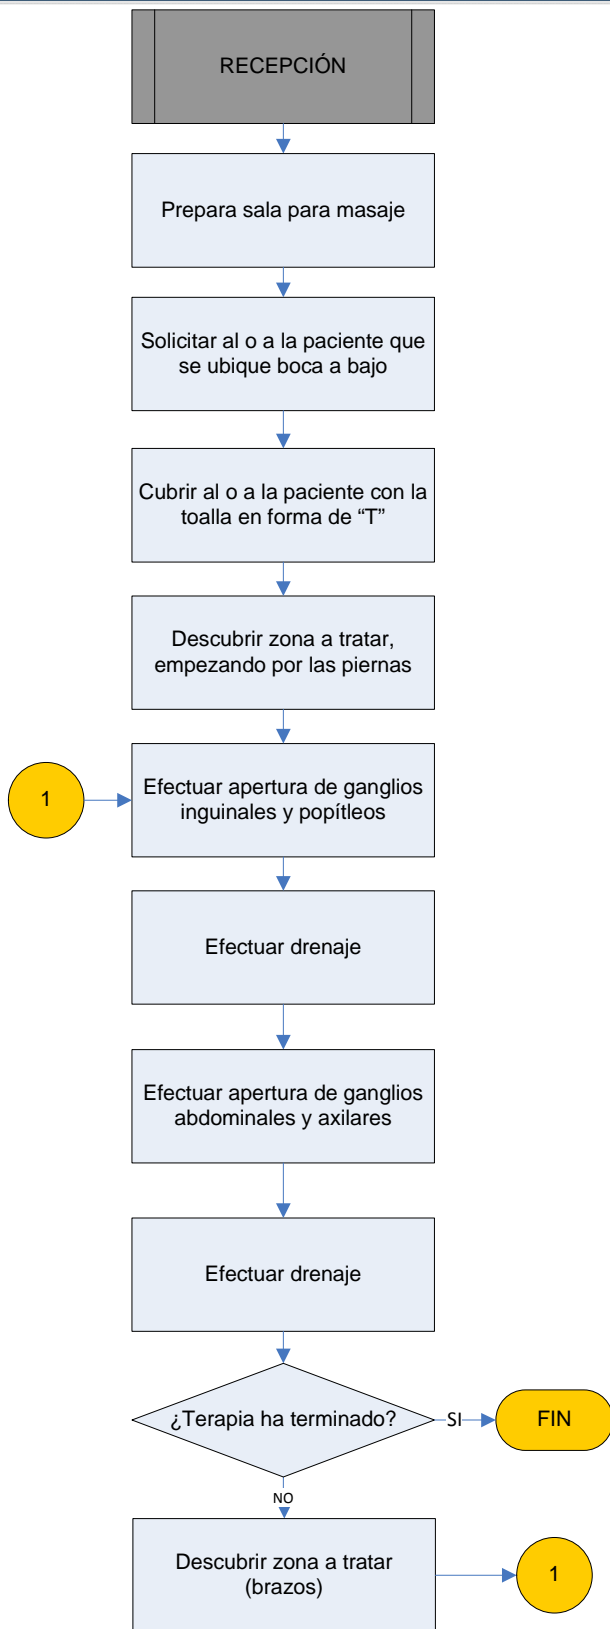 RECEPCIÓN
Prepara sala para masaje
Solicitar al o a la paciente que
se ubique boca a bajo
Cubrir al o a la paciente con la
toalla en forma de “T”
Descubrir zona a tratar,
empezando por las piernas
1
Efectuar apertura de ganglios
inguinales y popítleos
Efectuar drenaje
Efectuar apertura de ganglios
abdominales y axilares
Efectuar drenaje
¿Terapia ha terminado?
SI
FIN
NO
Descubrir zona a tratar
(brazos)
1